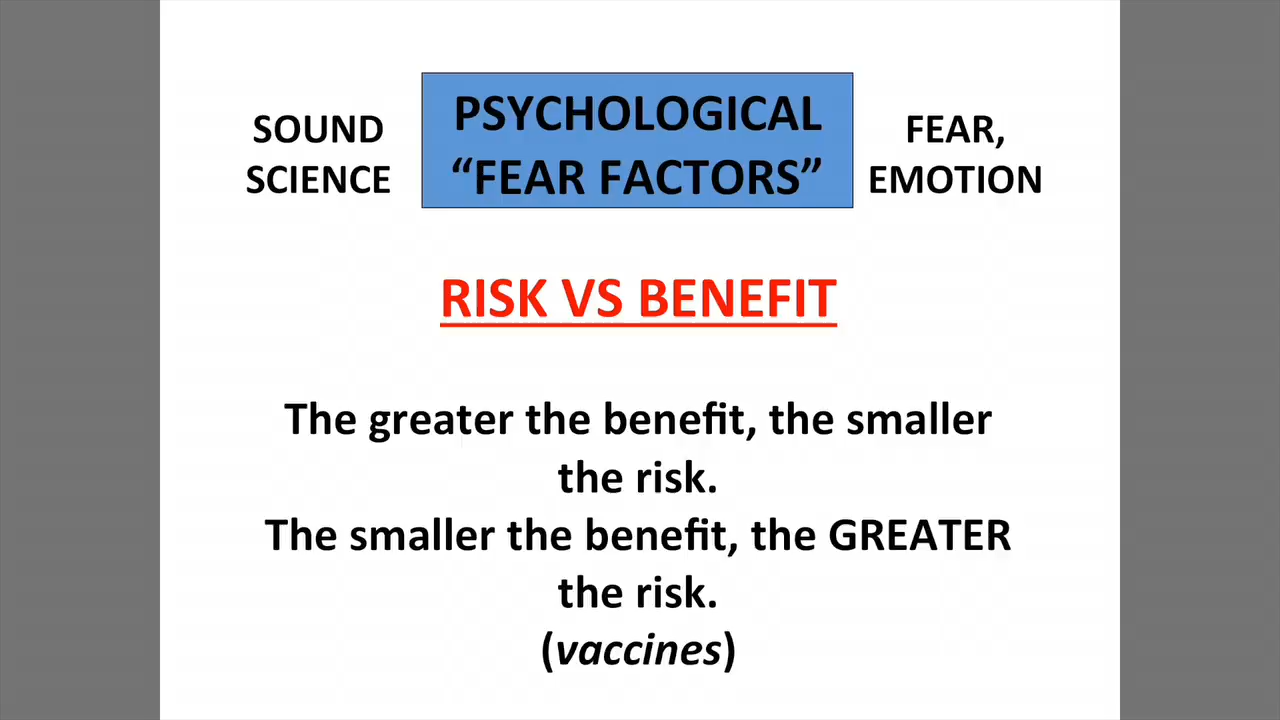 SOUND
SCIENCE
PSYCHOLOGICAL
“FEAR FACTORS”
FEAR,
EMOTION
RISK VS BENEFIT
The greater the benefit, the smaller
the risk.
The smaller the benefit, the GREATER
the risk.
(vaccines)